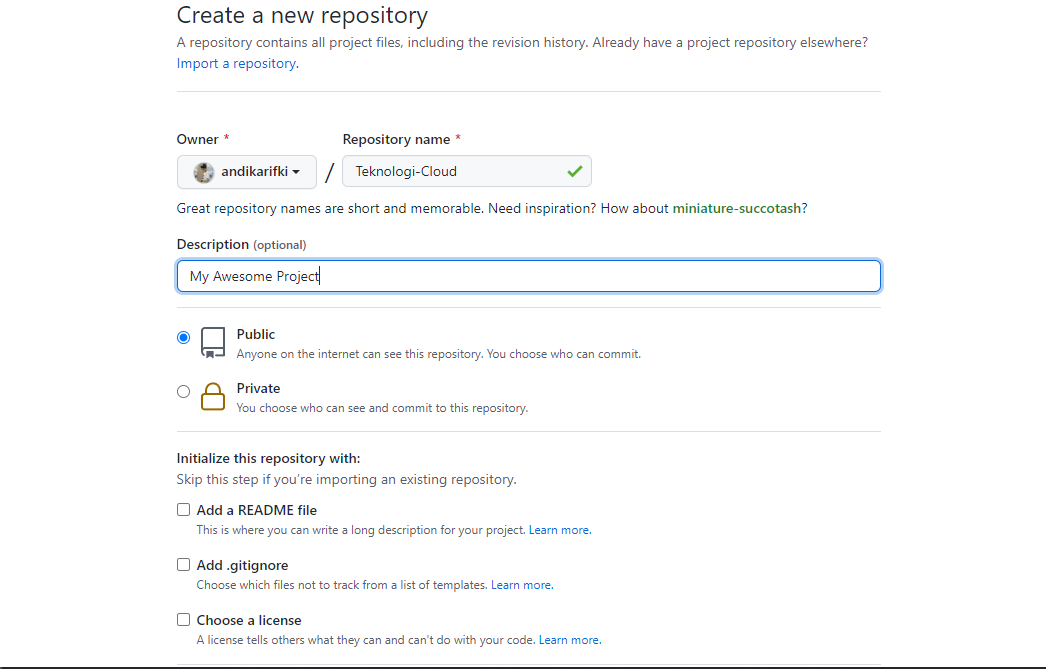 Create a new repository
A repository contains all project files, including the revision history. Already have a project repository elsewhere?
Import a repository.
Owner * Repository name *
andikarifki / Teknologi-Cloud
Great repository names are short and memorable. Need inspiration? How about miniature-succotash?
Description (optional)
My Awesome Project
Public
Anyone on the internet can see this repository. You choose who can commit.
Private
You choose who can see and commit to this repository.
Initialize this repository with:
Skip this step if you're importing an existing repository.
Add a README file
This is where you can write a long description for your project. Learn more.
Add .gitignore
Choose which files not to track from a list of templates. Learn more.
Choose a license
A license tells others what they can and can't do with your code. Learn more.